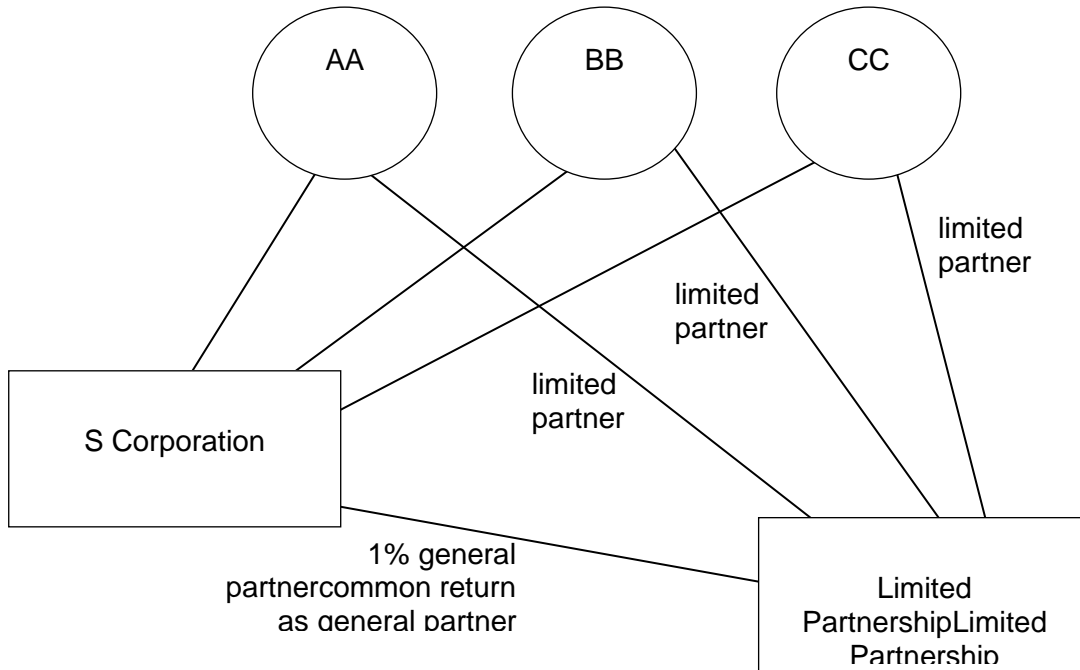 AA
BB
CC
limited
partner
limited
partner
limited
partner
S Corporation
1% general
partnercommon return
as general partner
Limited
PartnershipLimited
Partnership